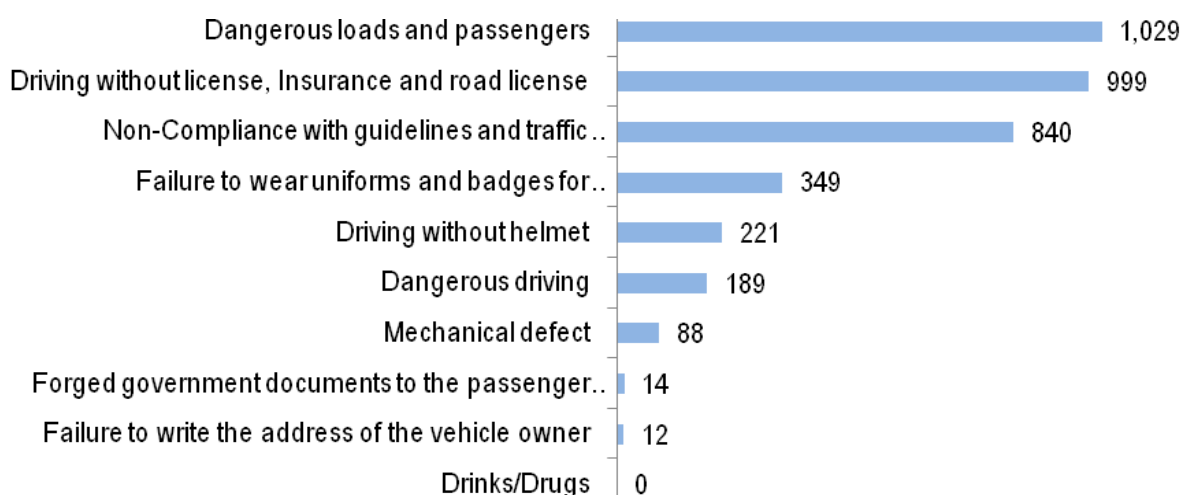 Dangerous loads and passengers 1,029
Driving without license, Insurance and road license 999
Non-Compliance with guidelines and traffic.. 840
Failure to wear uniforms and badges for.. 349
Driving without helmet 221
Dangerous driving 189
Mechanical defect 88
Forged government documents to the passenger.. 14
Failure to write the address of the vehicle owner 12
Drinks/Drugs 0